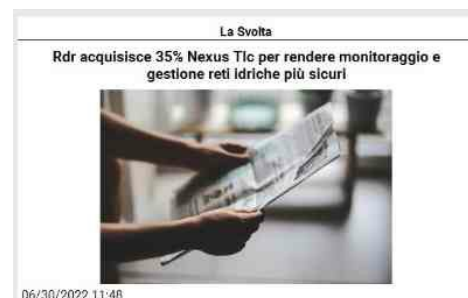 La Svolta
Rdr acquisisce 35% Nexus Tlc per rendere monitoraggio e
gestione reti idriche più sicuri
06/30/2022 11:48